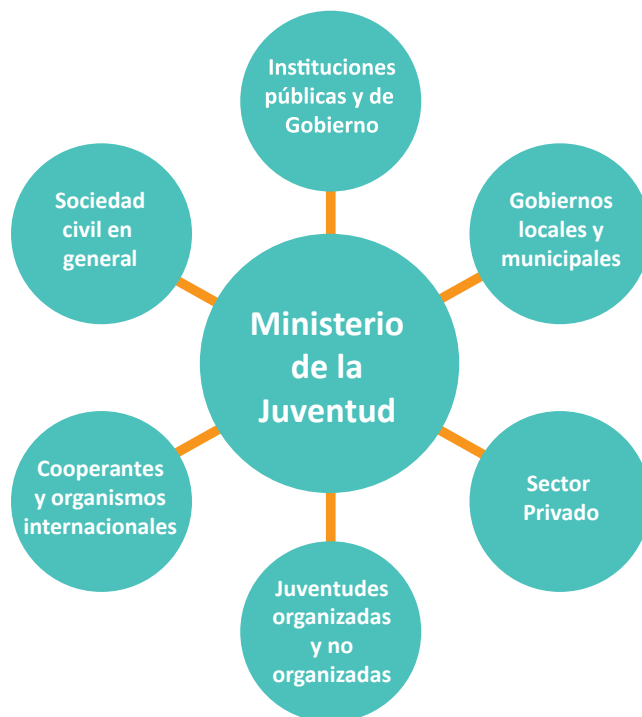 Instituciones
públicas y de
Gobierno
Sociedad
civil en
general
Gobiernos
locales y
municipales
Ministerio
de la
Juventud
Cooperantes
y organismos
internacionales
Sector
Privado
Juventudes
organizadas
y no
organizadas